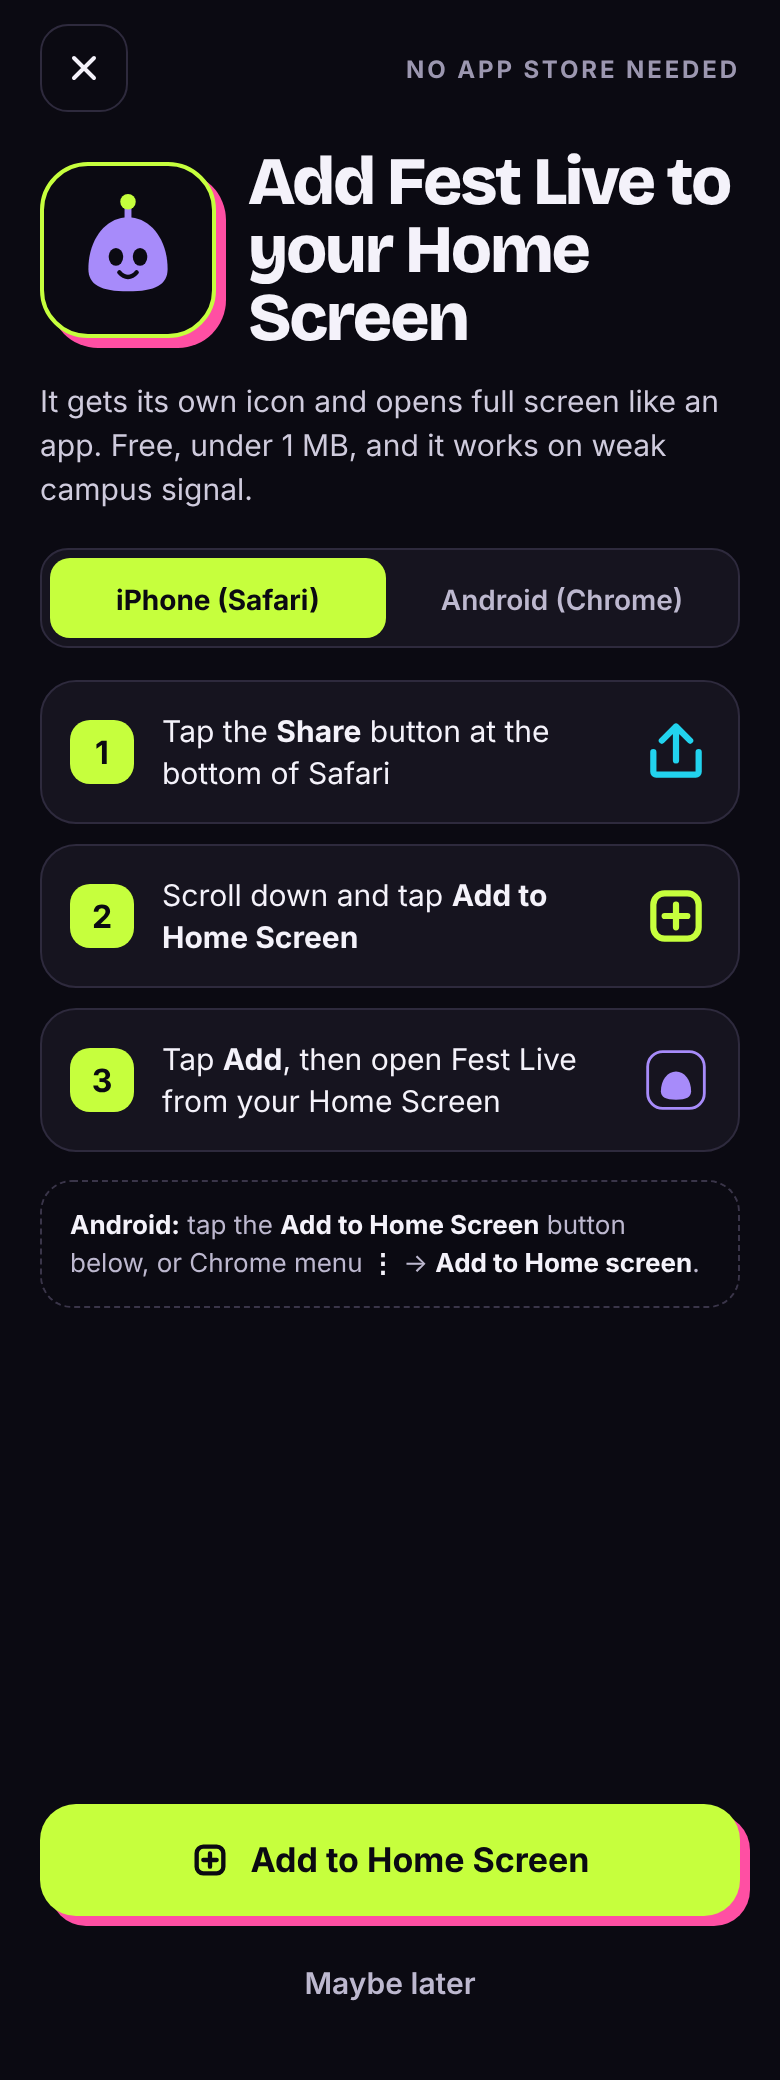 NO APP STORE NEEDED
Add Fest Live to
your Home
Screen
It gets its own icon and opens full screen like an
app. Free, under 1 MB, and it works on weak
campus signal.
iPhone (Safari)
Android (Chrome)
1
Tap the Share button at the
bottom of Safari
2
Scroll down and tap Add to
Home Screen
3
Tap Add, then open Fest Live
from your Home Screen
Android: tap the Add to Home Screen button
below, or Chrome menu ⋮ → Add to Home screen.
Add to Home Screen
Maybe later